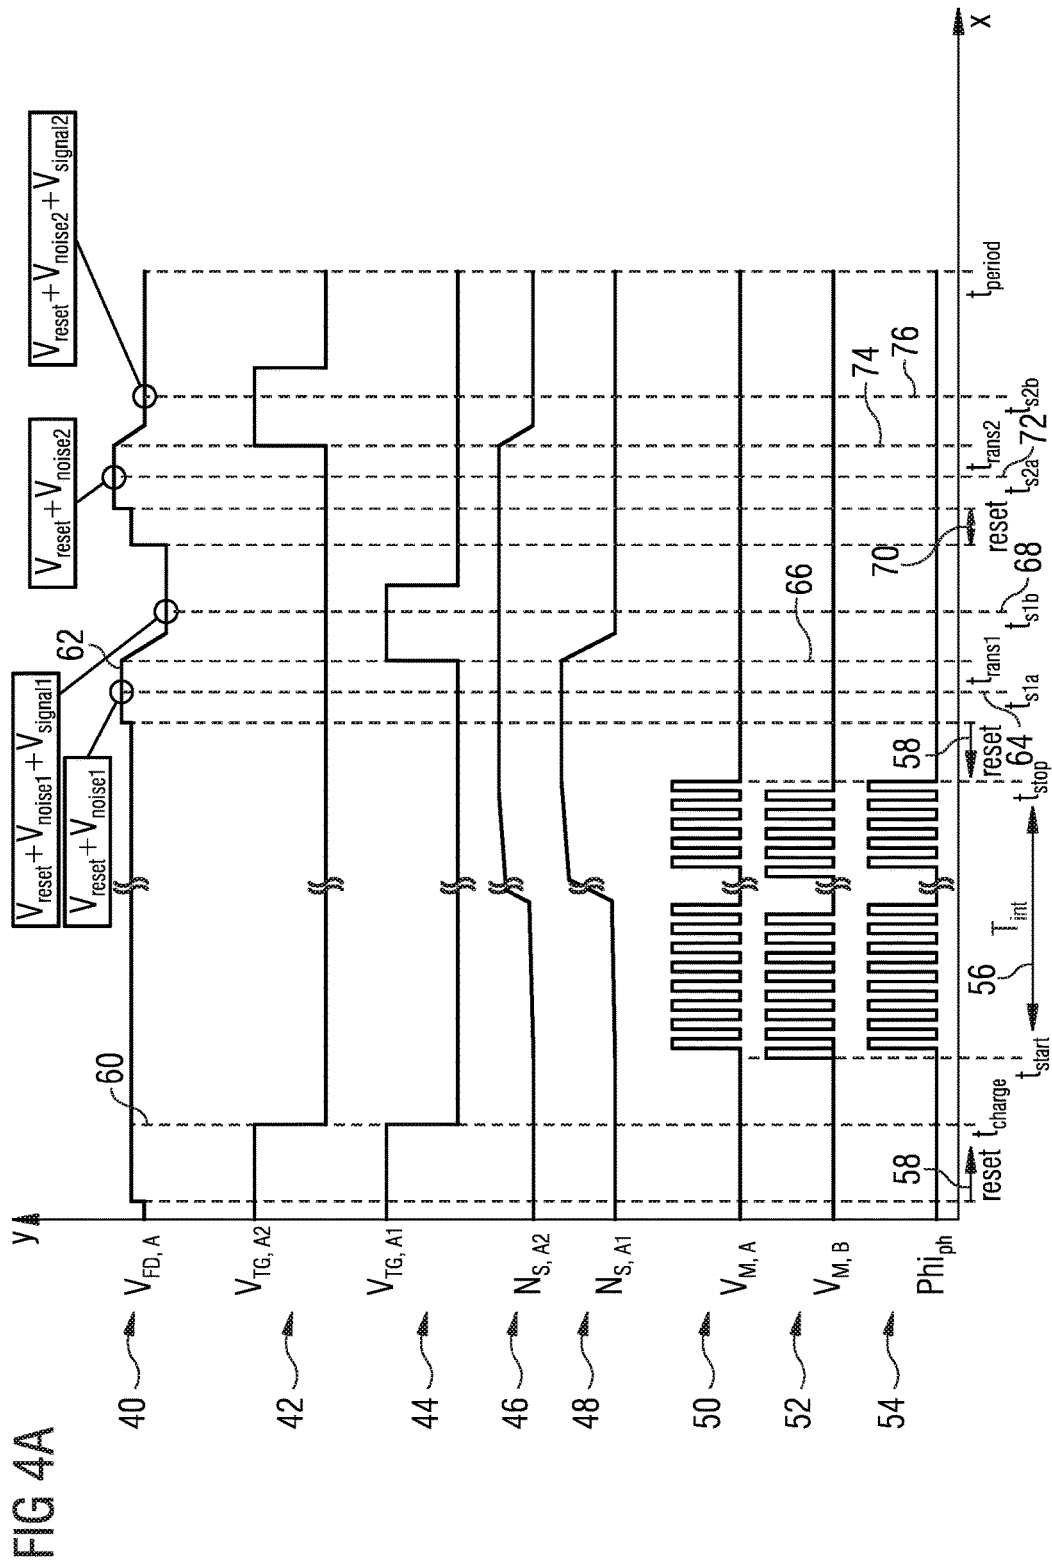 FIG 4A
y
V_reset + V_noise1 + V_signal1
V_reset + V_noise1
V_reset + V_noise2
V_reset + V_noise2 + V_signal2
60
62
40
V_FD, A
42
V_TG, A2
44
V_TG, A1
46
N_S, A2
48
N_S, A1
50
V_M, A
52
V_M, B
54
Phi_ph
66
74
76
58
58
70
x
reset
t_charge
reset
64
t_s1a
t_rans1
t_s1b
68
reset
t_s2a
72
t_rans2
t_s2b
t_period
t_start
56
T_int
t_stop